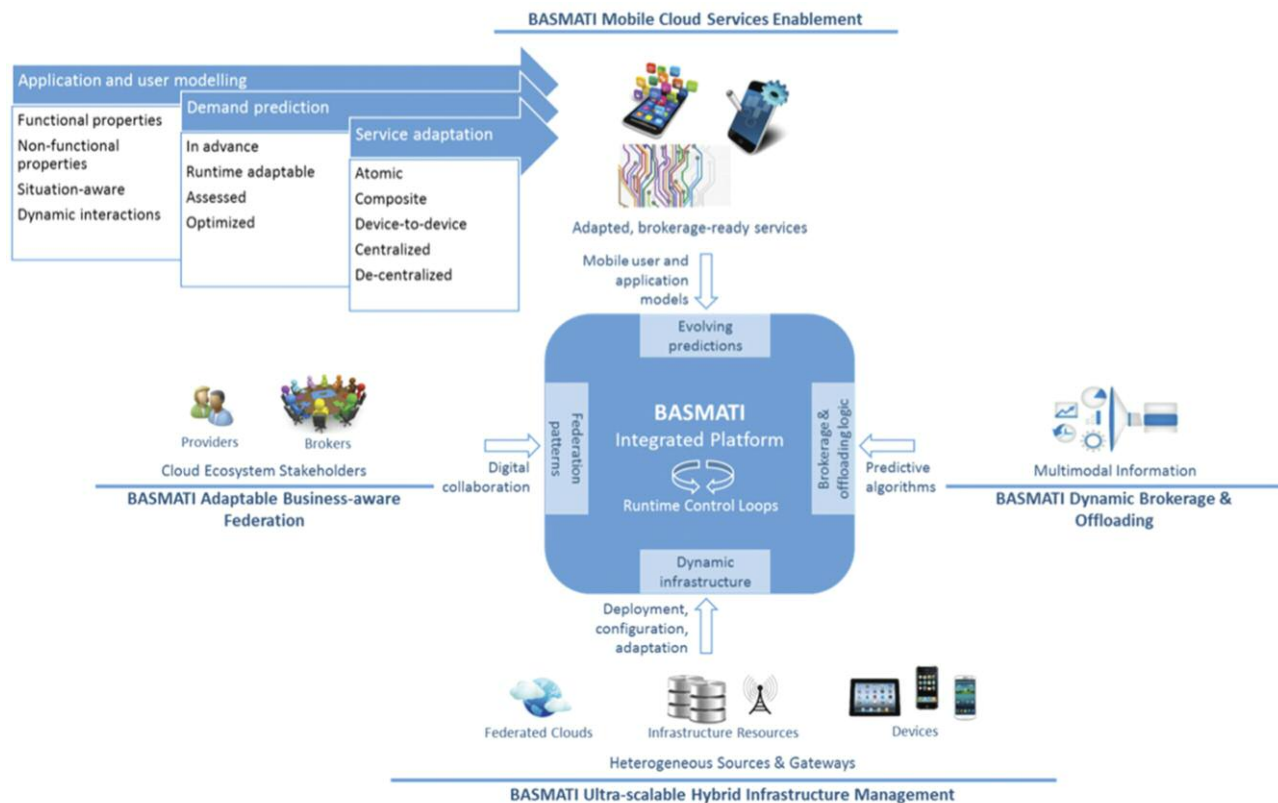 BASMATI Mobile Cloud Services Enablement
Application and user modelling
Functional properties
Non-functional
properties
Situation-aware
Dynamic interactions
Demand prediction
In advance
Runtime adaptable
Assessed
Optimized
Service adaptation
Atomic
Composite
Device-to-device
Centralized
De-centralized
Adapted, brokerage-ready services
Mobile user and
application
models
Evolving
predictions
Providers
Brokers
Cloud Ecosystem Stakeholders
BASMATI Adaptable Business-aware
Federation
Digital
collaboration
Federation
patterns
BASMATI
Integrated Platform
Runtime Control Loops
Brokerage &
offloading logic
Predictive
algorithms
Multimodal Information
BASMATI Dynamic Brokerage &
Offloading
Dynamic
infrastructure
Deployment,
configuration,
adaptation
Federated Clouds
Infrastructure Resources
Devices
Heterogeneous Sources & Gateways
BASMATI Ultra-scalable Hybrid Infrastructure Management